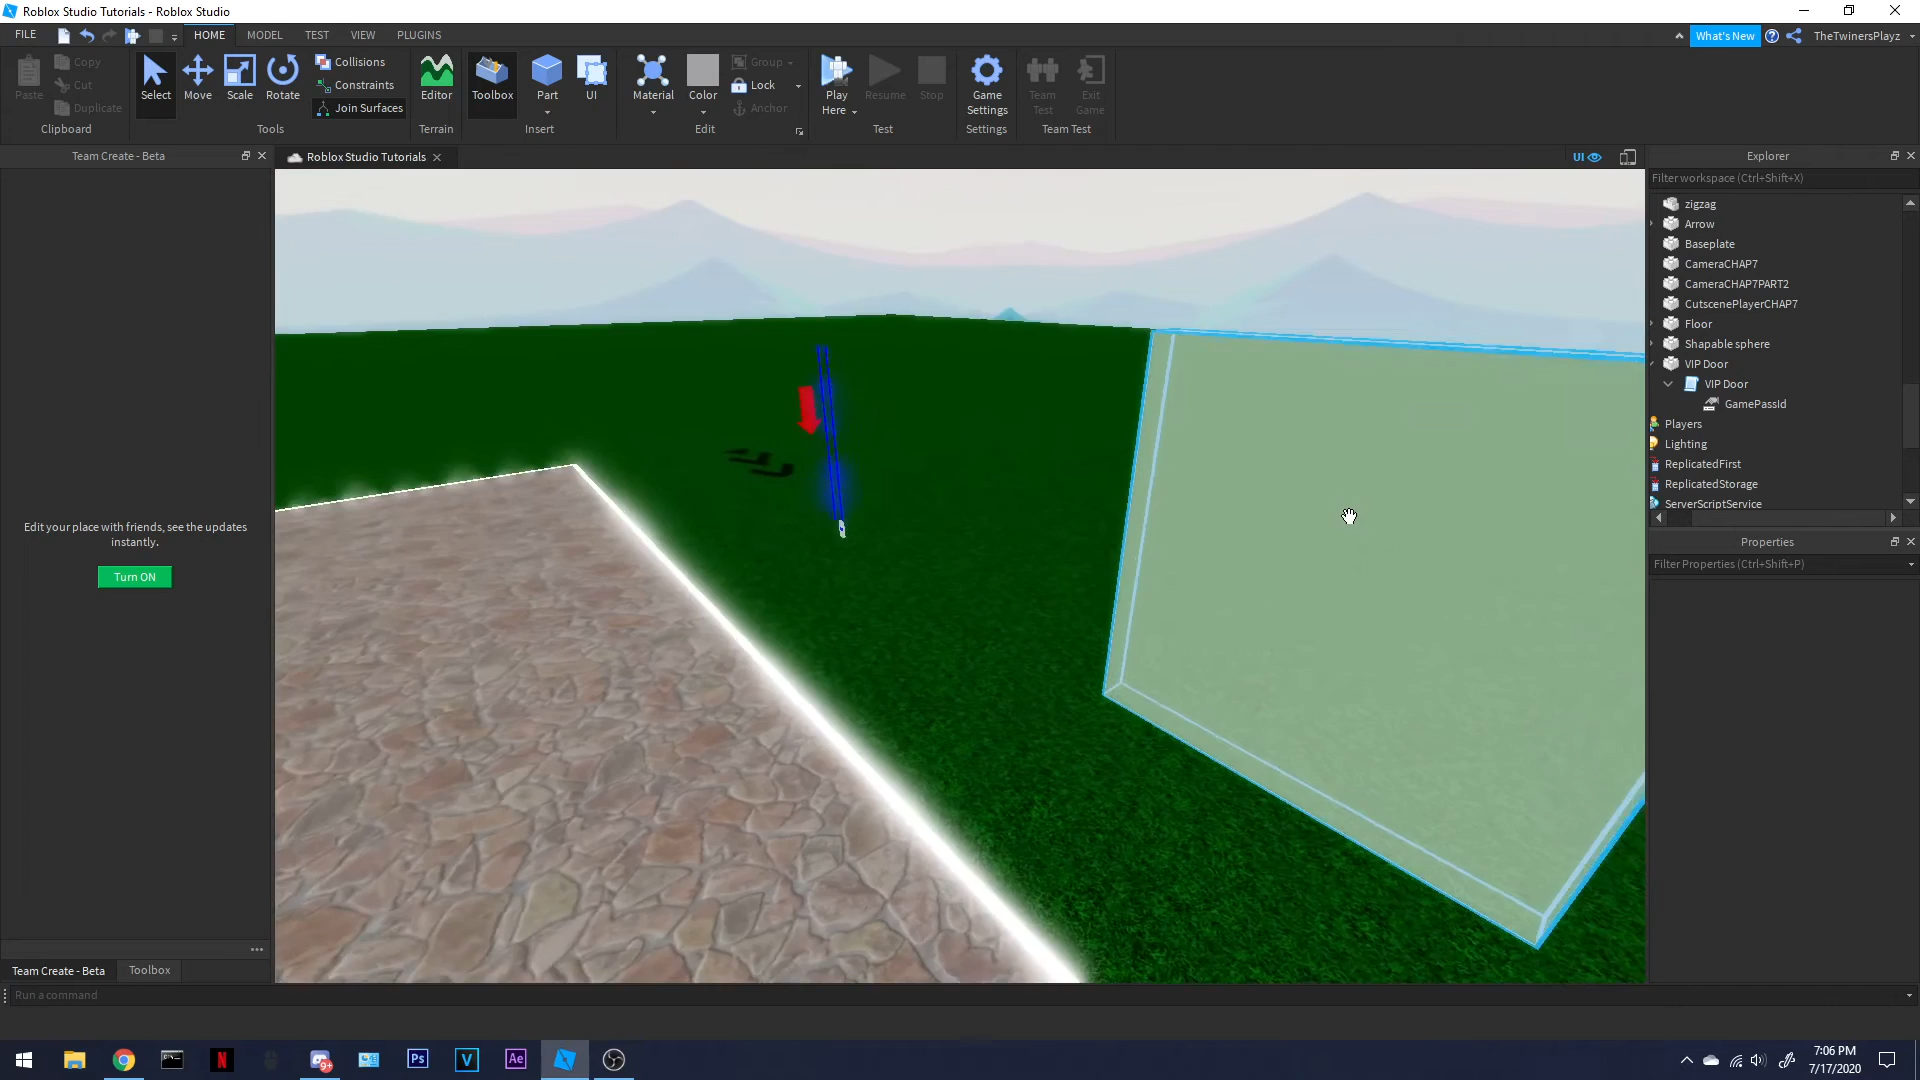 Roblox Studio Tutorials - Roblox Studio
FILE HOME MODEL TEST VIEW PLUGINS What's New TheTwinersPlayz
Paste Copy Cut Duplicate
Clipboard
Select Move Scale Rotate Collisions Constraints Join Surfaces
Tools
Editor
Terrain
Toolbox Part UI
Insert
Material Color Group Lock Anchor
Edit
Play Here Resume Stop
Test
Game Settings
Settings
Team Test Exit Game
Team Test
Team Create - Beta
Roblox Studio Tutorials
UI
Edit your place with friends, see the updates
instantly.
Turn ON
Team Create - Beta Toolbox
Run a command
Explorer
Filter workspace (Ctrl+Shift+X)
zigzag
Arrow
Baseplate
CameraCHAP7
CameraCHAP7PART2
CutscenePlayerCHAP7
Floor
Shapable sphere
VIP Door
VIP Door
GamePassId
Players
Lighting
ReplicatedFirst
ReplicatedStorage
ServerScriptService
Properties
Filter Properties (Ctrl+Shift+P)
N 9+ Ps V Ae
7:06 PM
7/17/2020